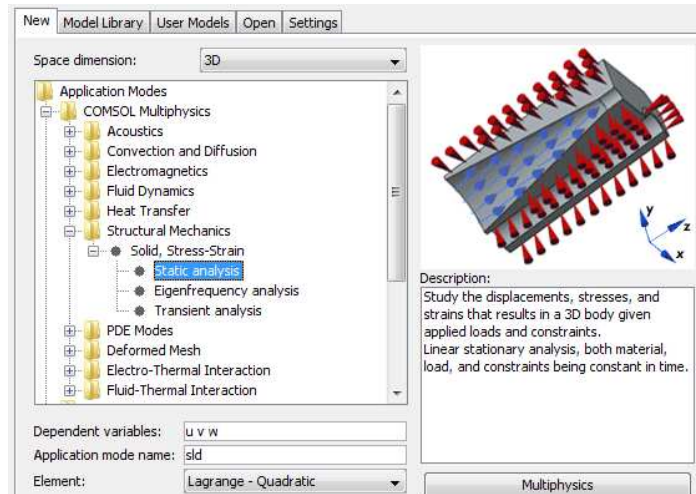 New Model Library User Models Open Settings
Space dimension: 3D
Application Modes
COMSOL Multiphysics
Acoustics
Convection and Diffusion
Electromagnetics
Fluid Dynamics
Heat Transfer
Structural Mechanics
Solid, Stress-Strain
Static analysis
Eigenfrequency analysis
Transient analysis
PDE Modes
Deformed Mesh
Electro-Thermal Interaction
Fluid-Thermal Interaction
Dependent variables: u v w
Application mode name: sld
Element: Lagrange - Quadratic
y
z
x
Description:
Study the displacements, stresses, and
strains that results in a 3D body given
applied loads and constraints.
Linear stationary analysis, both material,
load, and constraints being constant in time.
Multiphysics